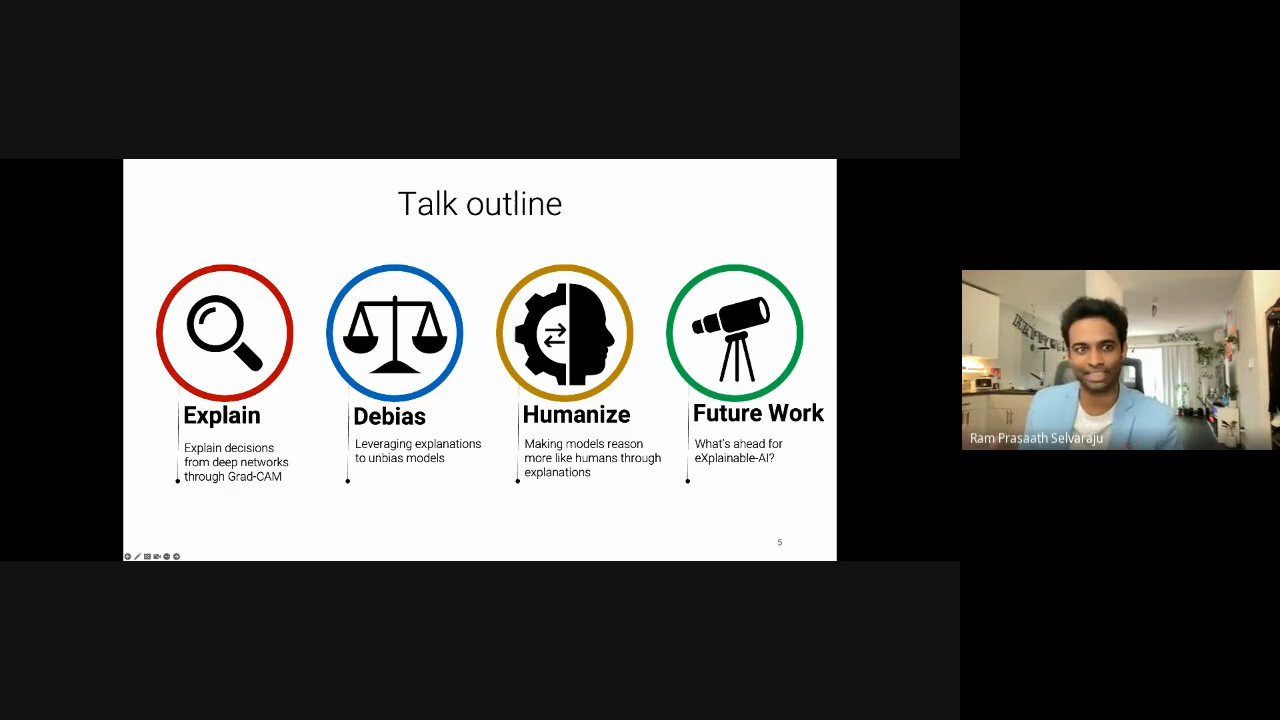 Talk outline
Explain
Explain decisions
from deep networks
through Grad-CAM
Debias
Leveraging explanations
to unbias models
Humanize
Making models reason
more like humans through
explanations
Future Work
What's ahead for
eXplainable-AI?
5
Ram Prasaath Selvaraju